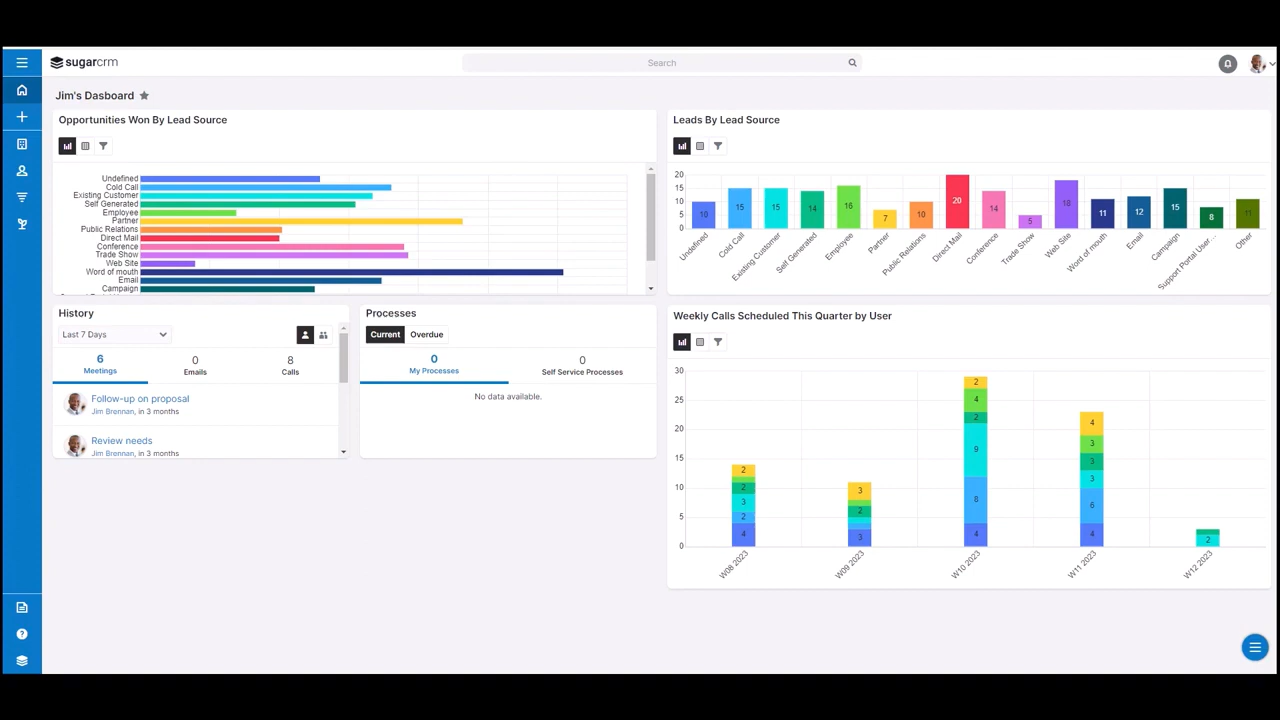 sugarcrm
Search
Jim's Dasboard
Opportunities Won By Lead Source
Undefined
Cold Call
Existing Customer
Self Generated
Employee
Partner
Public Relations
Direct Mail
Conference
Trade Show
Web Site
Word of mouth
Email
Campaign
Leads By Lead Source
20
15
10
5
0
10
15
15
14
16
7
10
20
14
5
18
11
12
15
8
11
Undefined
Cold Call
Existing Customer
Self Generated
Employee
Partner
Public Relations
Direct Mail
Conference
Trade Show
Web Site
Word of mouth
Email
Campaign
Support Portal User...
Other
History
Last 7 Days
6
Meetings
0
Emails
8
Calls
Follow-up on proposal
Jim Brennan, in 3 months
Review needs
Jim Brennan, in 3 months
Processes
Current Overdue
0
My Processes
0
Self Service Processes
No data available.
Weekly Calls Scheduled This Quarter by User
30
25
20
15
10
5
0
2
2
3
2
4
3
2
3
2
4
2
9
8
4
4
3
3
3
6
4
2
W08 2023
W09 2023
W10 2023
W11 2023
W12 2023